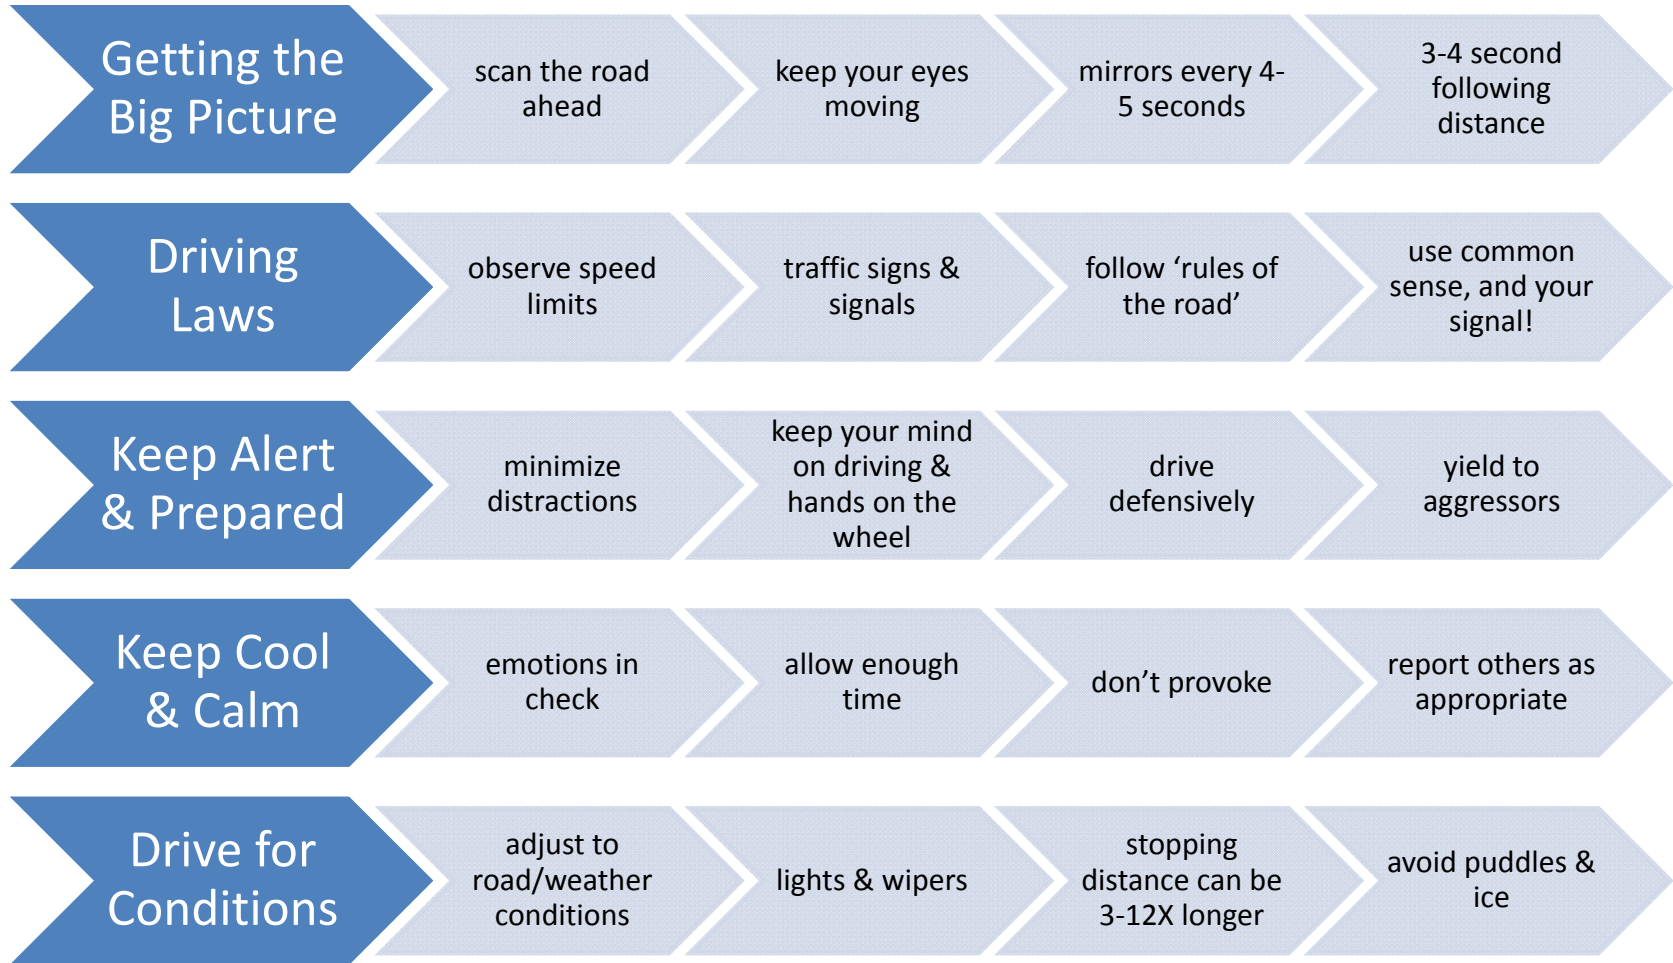 Getting the
Big Picture
scan the road
ahead
keep your eyes
moving
mirrors every 4-
5 seconds
3-4 second
following
distance
Driving
Laws
observe speed
limits
traffic signs &
signals
follow ‘rules of
the road’
use common
sense, and your
signal!
Keep Alert
& Prepared
minimize
distractions
keep your mind
on driving &
hands on the
wheel
drive
defensively
yield to
aggressors
Keep Cool
& Calm
emotions in
check
allow enough
time
don’t provoke
report others as
appropriate
Drive for
Conditions
adjust to
road/weather
conditions
lights & wipers
stopping
distance can be
3-12X longer
avoid puddles &
ice